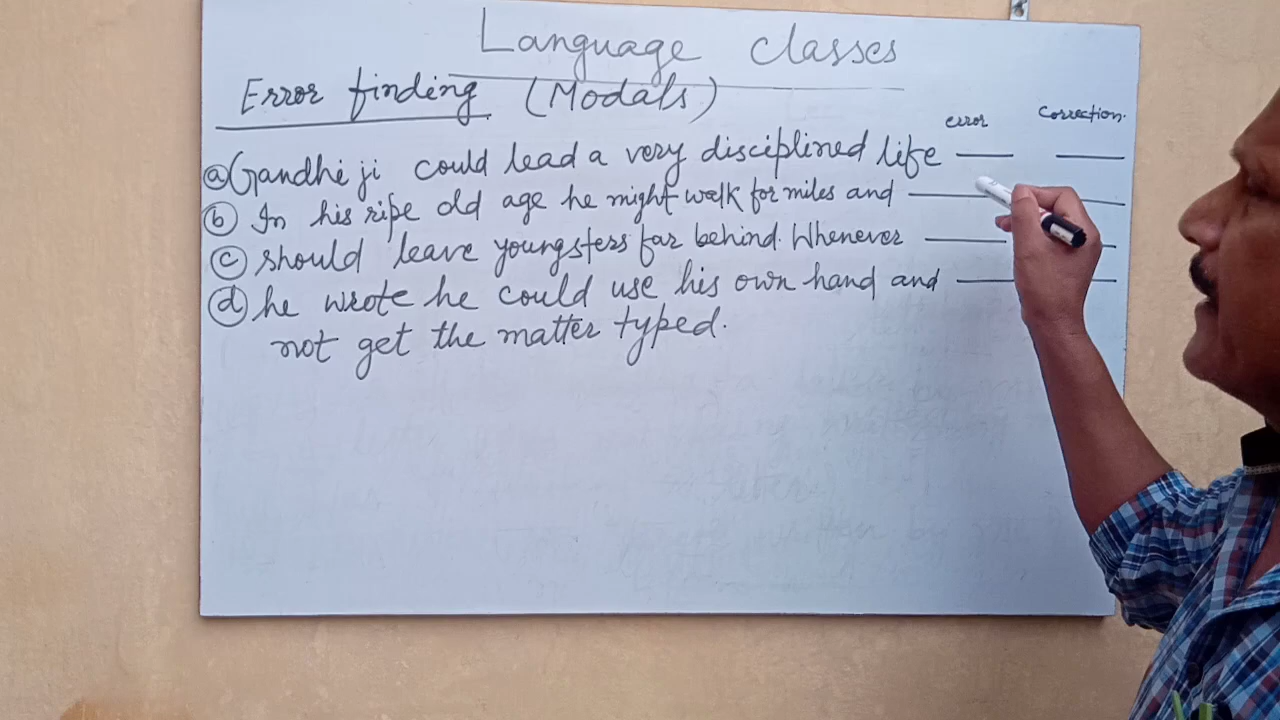 Language classes
Error finding (Modals)
error correction.
(a) Gandhi ji could lead a very disciplined life
(b) In his ripe old age he might walk for miles and
(c) should leave youngsters far behind. Whenever
(d) he wrote he could use his own hand and
not get the matter typed.